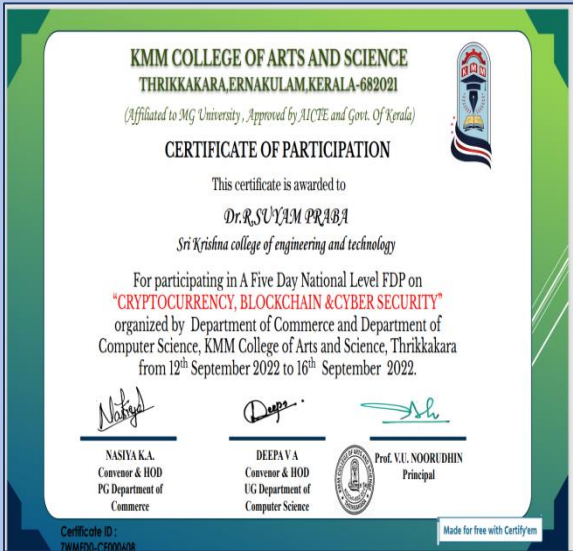 KMM COLLEGE OF ARTS AND SCIENCE
THRIKKAKARA,ERNAKULAM,KERALA-682021
(Affiliated to MG University , Approved by AICTE and Govt. Of Kerala)
KMM
CERTIFICATE OF PARTICIPATION
This certificate is awarded to
Dr.R.SUYAM PRABA
Sri Krishna college of engineering and technology
For participating in A Five Day National Level FDP on
“CRYPTOCURRENCY, BLOCKCHAIN &CYBER SECURITY”
organized by Department of Commerce and Department of
Computer Science, KMM College of Arts and Science, Thrikkakara
from 12th September 2022 to 16th September 2022.
NASIYA K.A.
Convenor & HOD
PG Department of
Commerce
DEEPA V A
Convenor & HOD
UG Department of
Computer Science
Prof. V.U. NOORUDHIN
Principal
Made for free with Certify'em
Certificate ID :
ZWMFD0-CE000608